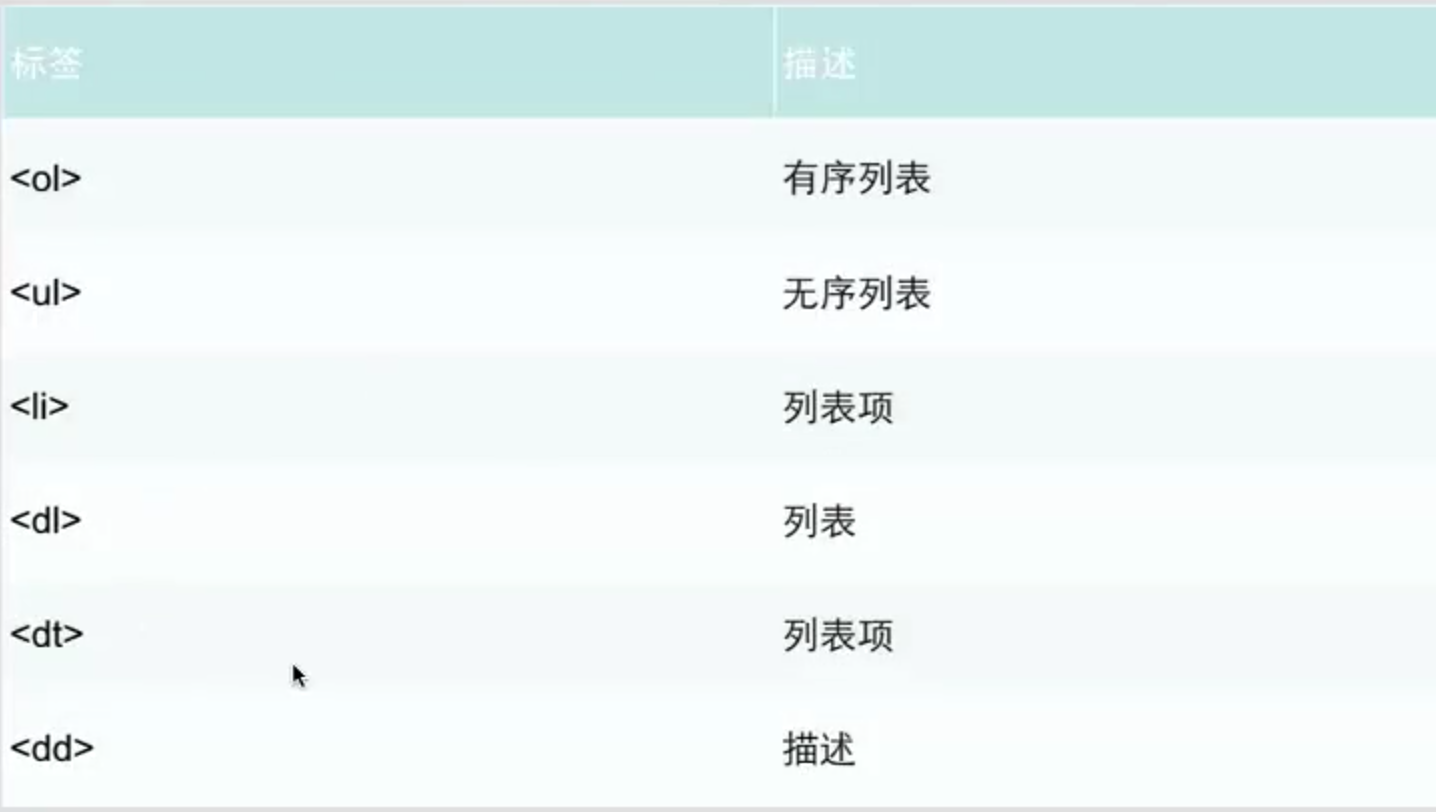 标签 描述
<ol> 有序列表
<ul> 无序列表
<li> 列表项
<dl> 列表
<dt> 列表项
<dd> 描述